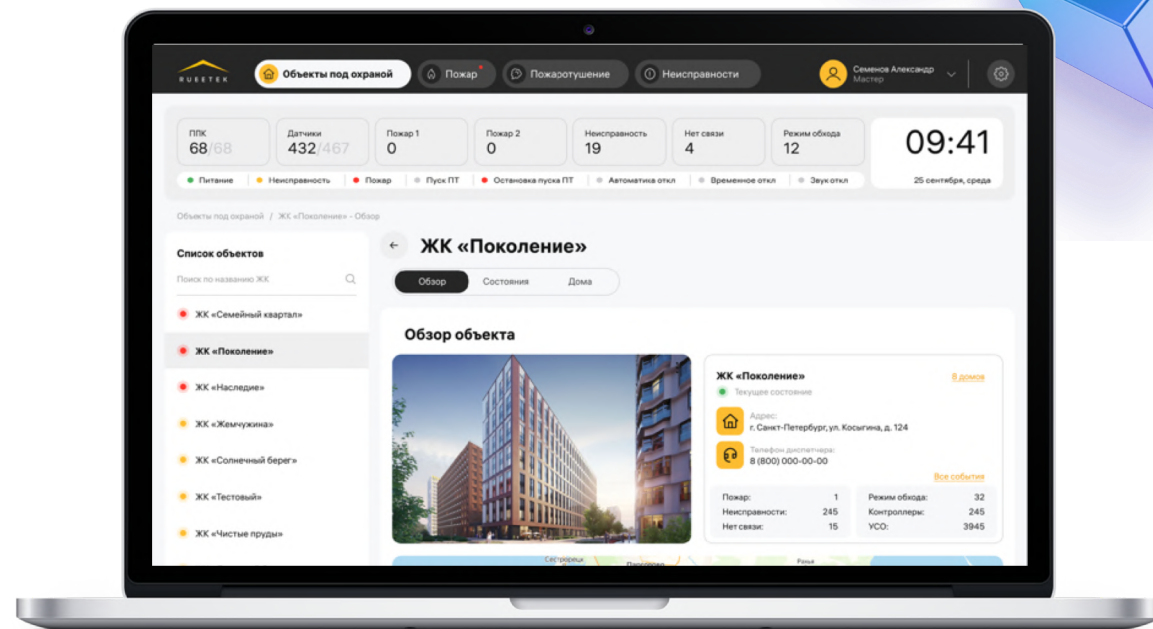 RUBETEK
Объекты под охраной
Пожар
Пожаротушение
Неисправности
Семенов Александр
Мастер
ППК
68/68
Датчики
432/467
Пожар 1
0
Пожар 2
0
Неисправность
19
Нет связи
4
Режим обхода
12
09:41
Питание
Неисправность
Пожар
Пуск ПТ
Остановка пуска ПТ
Автоматика откл
Временное откл
Звук откл
25 сентября, среда
Объекты под охраной / ЖК «Поколение» - Обзор
Список объектов
Поиск по названию ЖК
ЖК «Семейный квартал»
ЖК «Поколение»
ЖК «Наследие»
ЖК «Жемчужина»
ЖК «Солнечный берег»
ЖК «Тестовый»
ЖК «Чистые пруды»
ЖК «Поколение»
Обзор
Состояния
Дома
Обзор объекта
ЖК «Поколение»
8 домов
Текущее состояние
Адрес:
г. Санкт-Петербург, ул. Косыгина, д. 124
Телефон диспетчера:
8 (800) 000-00-00
Все события
Пожар: 1
Неисправности: 245
Нет связи: 15
Режим обхода: 32
Контроллеры: 245
УСО: 3945
Сестрорецк